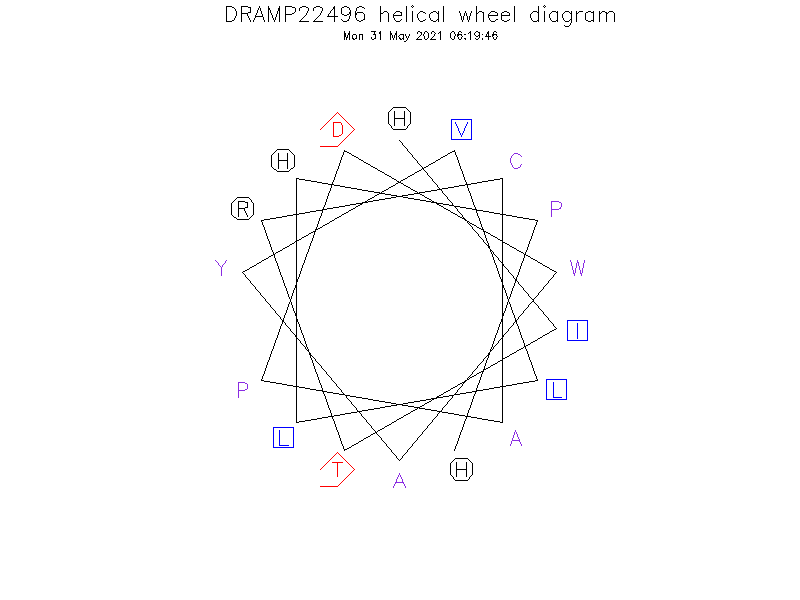 DRAMP22496 helical wheel diagram
Mon 31 May 2021 06:19:46
H
D V
H C
R P
Y W
I
P L
L A
T H
A